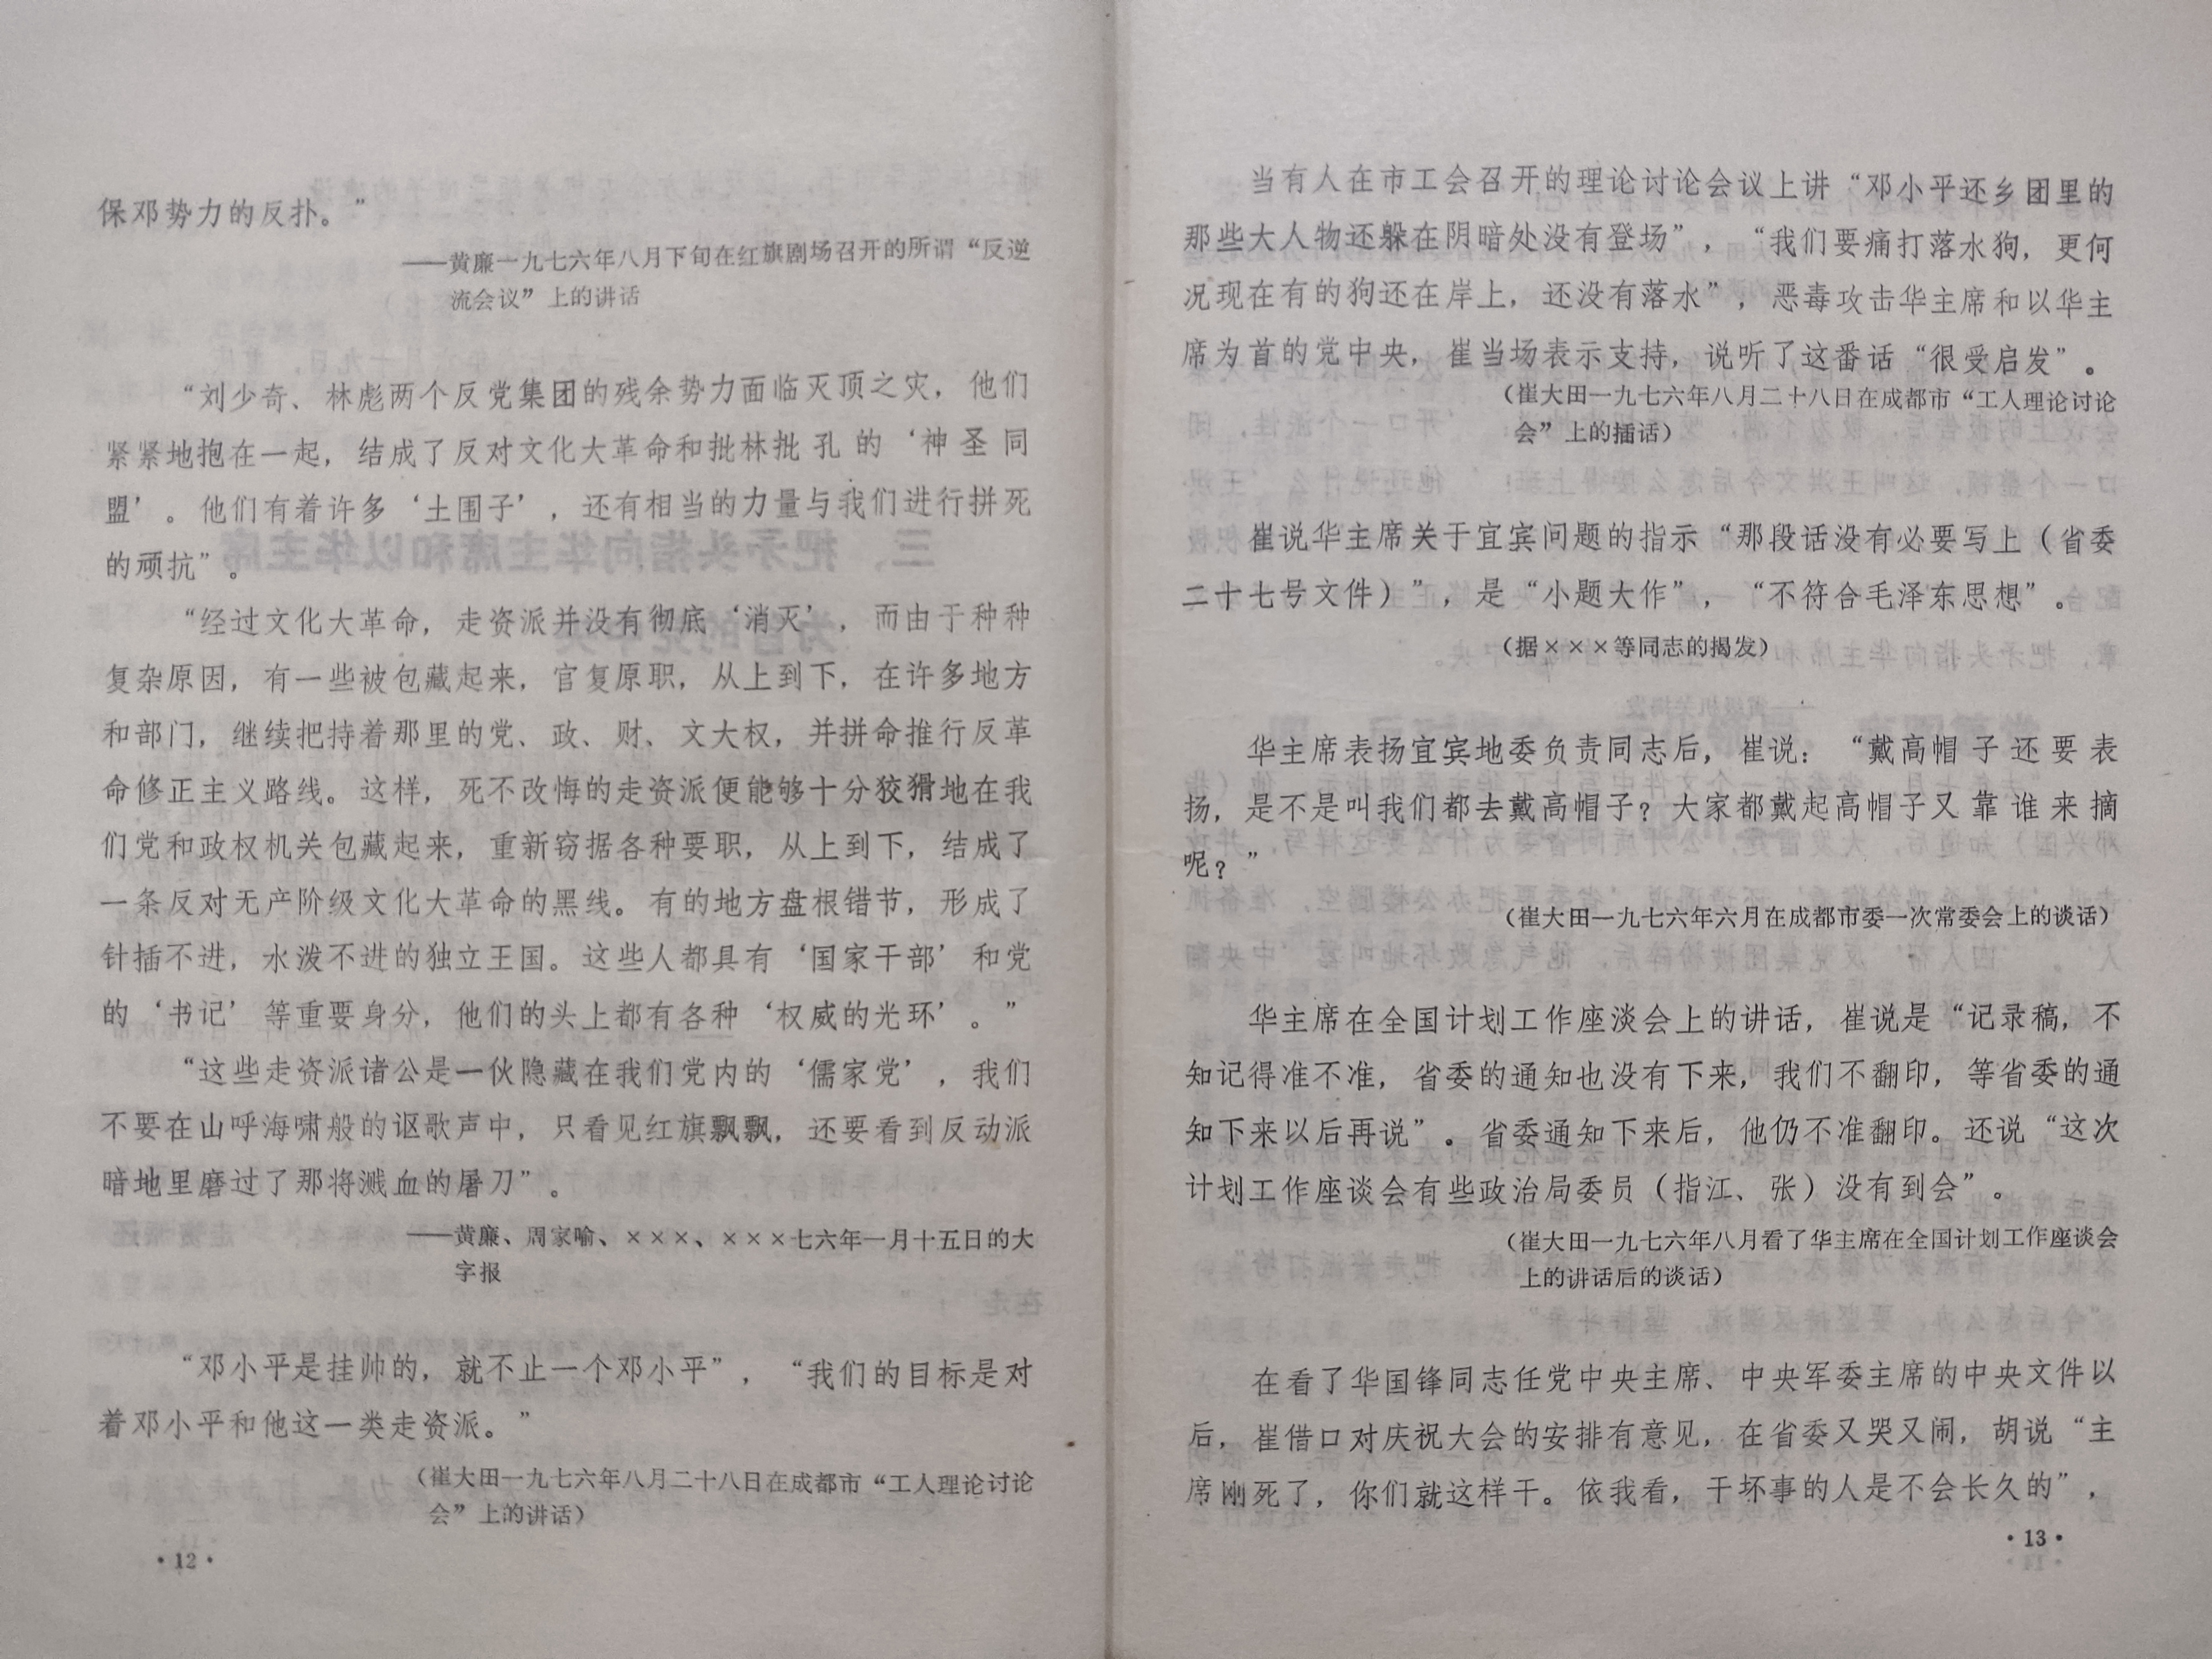 保邓势力的反扑。”
——黄廉一九七六年八月下旬在红旗剧场召开的所谓“反逆
流会议”上的讲话
“刘少奇、林彪两个反党集团的残余势力面临灭顶之灾，他们
紧紧地抱在一起，结成了反对文化大革命和批林批孔的‘神圣同
盟’。他们有着许多‘土围子’，还有相当的力量与我们进行拼死
的顽抗”。
“经过文化大革命，走资派并没有彻底‘消灭’，而由于种种
复杂原因，有一些被包藏起来，官复原职，从上到下，在许多地方
和部门，继续把持着那里的党、政、财、文大权，并拼命推行反革
命修正主义路线。这样，死不改悔的走资派便能够十分狡猾地在我
们党和政权机关包藏起来，重新窃据各种要职，从上到下，结成了
一条反对无产阶级文化大革命的黑线。有的地方盘根错节，形成了
针插不进，水泼不进的独立王国。这些人都具有‘国家干部’和党
的‘书记’等重要身分，他们的头上都有各种‘权威的光环’。”
“这些走资派诸公是一伙隐藏在我们党内的‘儒家党’，我们
不要在山呼海啸般的讴歌声中，只看见红旗飘飘，还要看到反动派
暗地里磨过了那将溅血的屠刀”。
——黄廉、周家喻、×××、×××七六年一月十五日的大
字报
“邓小平是挂帅的，就不止一个邓小平”，“我们的目标是对
着邓小平和他这一类走资派。”
（崔大田一九七六年八月二十八日在成都市“工人理论讨论
会”上的讲话）
·12·
当有人在市工会召开的理论讨论会议上讲“邓小平还乡团里的
那些大人物还躲在阴暗处没有登场”，“我们要痛打落水狗，更何
况现在有的狗还在岸上，还没有落水”，恶毒攻击华主席和以华主
席为首的党中央，崔当场表示支持，说听了这番话“很受启发”。
（崔大田一九七六年八月二十八日在成都市“工人理论讨论
会”上的插话）
崔说华主席关于宜宾问题的指示“那段话没有必要写上（省委
二十七号文件）”，是“小题大作”，“不符合毛泽东思想”。
（据×××等同志的揭发）
华主席表扬宜宾地委负责同志后，崔说：“戴高帽子还要表
扬，是不是叫我们都去戴高帽子？大家都戴起高帽子又靠谁来摘
呢？”
（崔大田一九七六年六月在成都市委一次常委会上的谈话）
华主席在全国计划工作座淡会上的讲话，崔说是“记录稿，不
知记得准不准，省委的通知也没有下来，我们不翻印，等省委的通
知下来以后再说”。省委通知下来后，他仍不准翻印。还说“这次
计划工作座谈会有些政治局委员（指江、张）没有到会”。
（崔大田一九七六年八月看了华主席在全国计划工作座谈会
上的讲话后的谈话）
在看了华国锋同志任党中央主席、中央军委主席的中央文件以
后，崔借口对庆祝大会的安排有意见，在省委又哭又闹，胡说“主
席刚死了，你们就这样干。依我看，干坏事的人是不会长久的”，
·13·